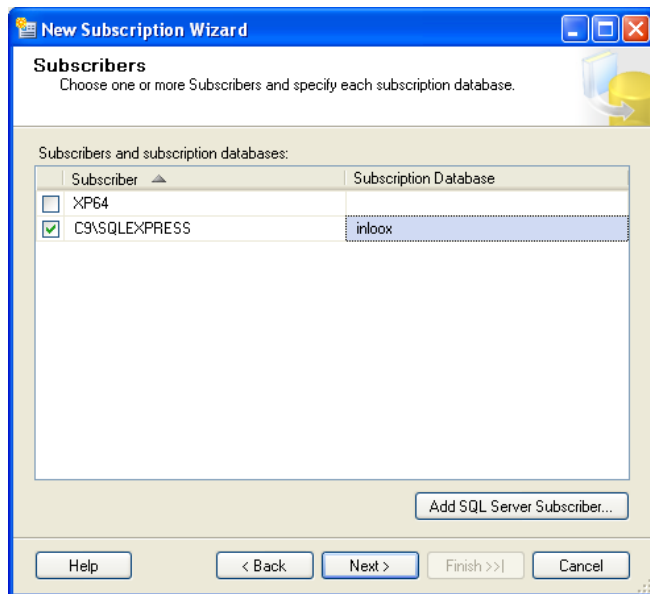 New Subscription Wizard
Subscribers
Choose one or more Subscribers and specify each subscription database.
Subscribers and subscription databases:
Subscriber Subscription Database
XP64
C9\SQLEXPRESS inloox
Add SQL Server Subscriber...
Help < Back Next > Finish >>| Cancel